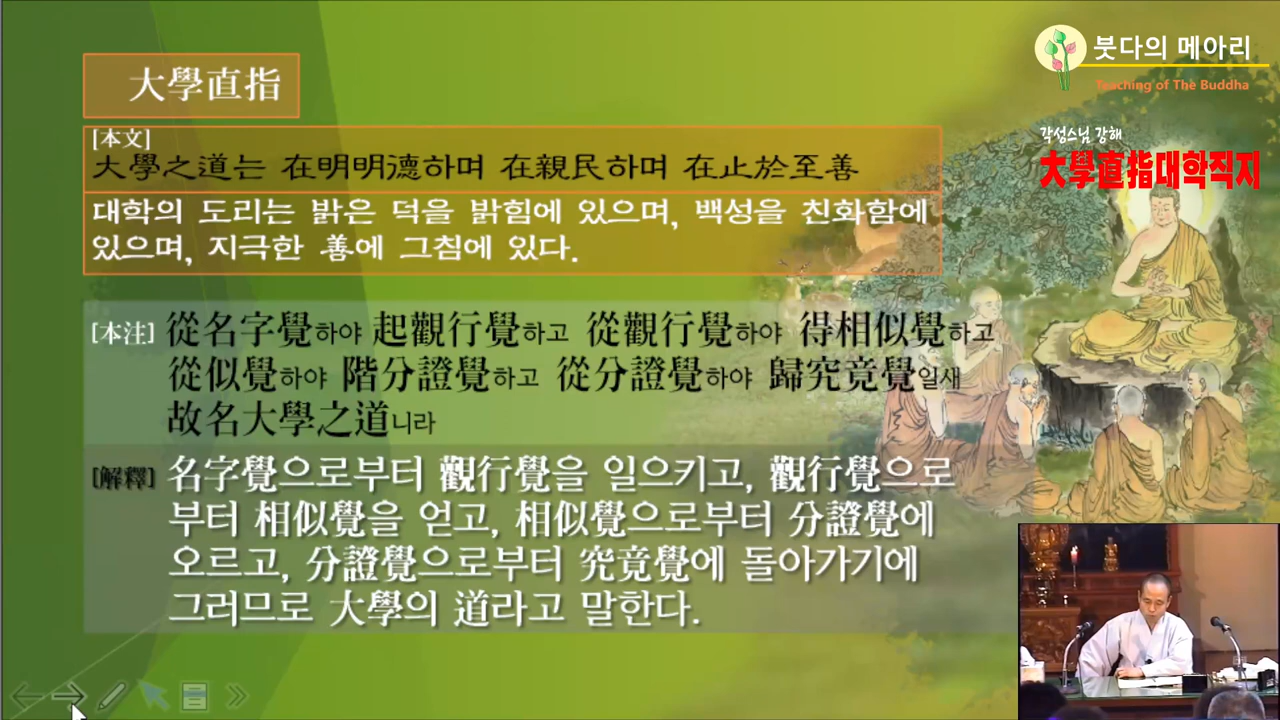 大學直指
[本文]
大學之道는 在明明德하며 在親民하며 在止於至善
대학의 도리는 밝은 덕을 밝힘에 있으며, 백성을 친화함에
있으며, 지극한 善에 그침에 있다.
[本注] 從名字覺하야 起觀行覺하고 從觀行覺하야 得相似覺하고
從似覺하야 階分證覺하고 從分證覺하야 歸究竟覺일새
故名大學之道니라
[解釋] 名字覺으로부터 觀行覺을 일으키고, 觀行覺으로
부터 相似覺을 얻고, 相似覺으로부터 分證覺에
오르고, 分證覺으로부터 究竟覺에 돌아가기에
그러므로 大學의 道라고 말한다.
붓다의 메아리
Teaching of The Buddha
각성스님 강해
大學直指대학직지